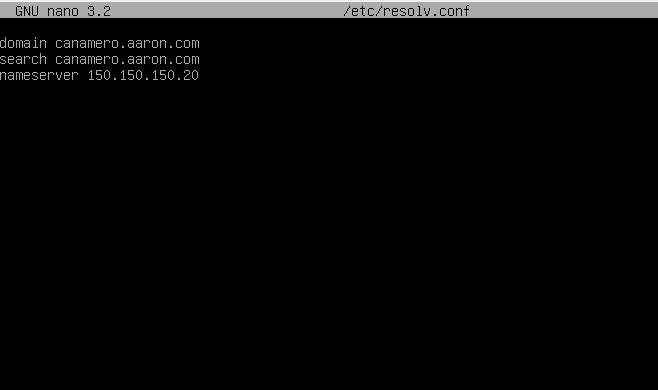 GNU nano 3.2 /etc/resolv.conf
domain canamero.aaron.com
search canamero.aaron.com
nameserver 150.150.150.20